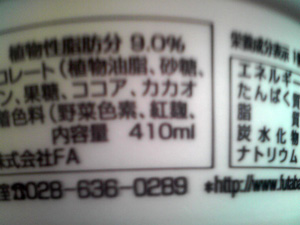 植物性脂肪分 9.0%
コレート(植物油脂、砂糖、
ン、果糖、ココア、カカオ
着色料(野菜色素、紅麹、
内容量 410ml
株式会社FA
☎028-636-0289
栄養成分表示
エネルギー
たんぱく
脂 質
炭水化物
ナトリウム
*http://www.futaba